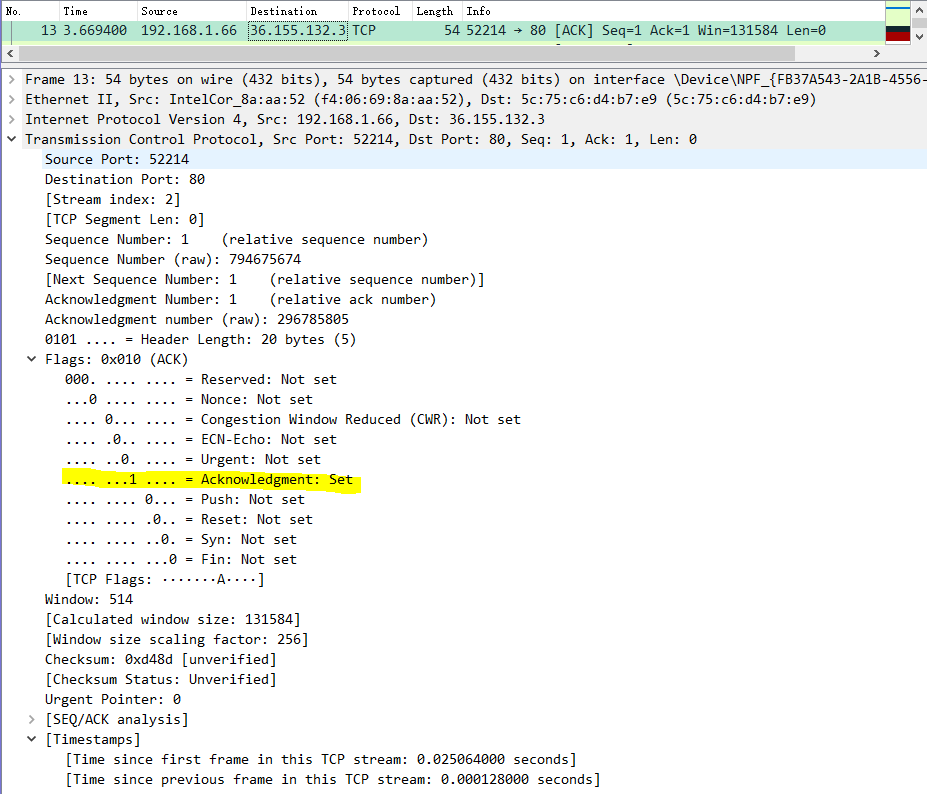 No. Time Source Destination Protocol Length Info
13 3.669400 192.168.1.66 36.155.132.3 TCP 54 52214 → 80 [ACK] Seq=1 Ack=1 Win=131584 Len=0
Frame 13: 54 bytes on wire (432 bits), 54 bytes captured (432 bits) on interface \Device\NPF_{FB37A543-2A1B-4556-
Ethernet II, Src: IntelCor_8a:aa:52 (f4:06:69:8a:aa:52), Dst: 5c:75:c6:d4:b7:e9 (5c:75:c6:d4:b7:e9)
Internet Protocol Version 4, Src: 192.168.1.66, Dst: 36.155.132.3
Transmission Control Protocol, Src Port: 52214, Dst Port: 80, Seq: 1, Ack: 1, Len: 0
Source Port: 52214
Destination Port: 80
[Stream index: 2]
[TCP Segment Len: 0]
Sequence Number: 1    (relative sequence number)
Sequence Number (raw): 794675674
[Next Sequence Number: 1    (relative sequence number)]
Acknowledgment Number: 1    (relative ack number)
Acknowledgment number (raw): 296785805
0101 .... = Header Length: 20 bytes (5)
Flags: 0x010 (ACK)
000. .... .... = Reserved: Not set
...0 .... .... = Nonce: Not set
.... 0... .... = Congestion Window Reduced (CWR): Not set
.... .0.. .... = ECN-Echo: Not set
.... ..0. .... = Urgent: Not set
.... ...1 .... = Acknowledgment: Set
.... .... 0... = Push: Not set
.... .... .0.. = Reset: Not set
.... .... ..0. = Syn: Not set
.... .... ...0 = Fin: Not set
[TCP Flags: ·······A····]
Window: 514
[Calculated window size: 131584]
[Window size scaling factor: 256]
Checksum: 0xd48d [unverified]
[Checksum Status: Unverified]
Urgent Pointer: 0
[SEQ/ACK analysis]
[Timestamps]
[Time since first frame in this TCP stream: 0.025064000 seconds]
[Time since previous frame in this TCP stream: 0.000128000 seconds]